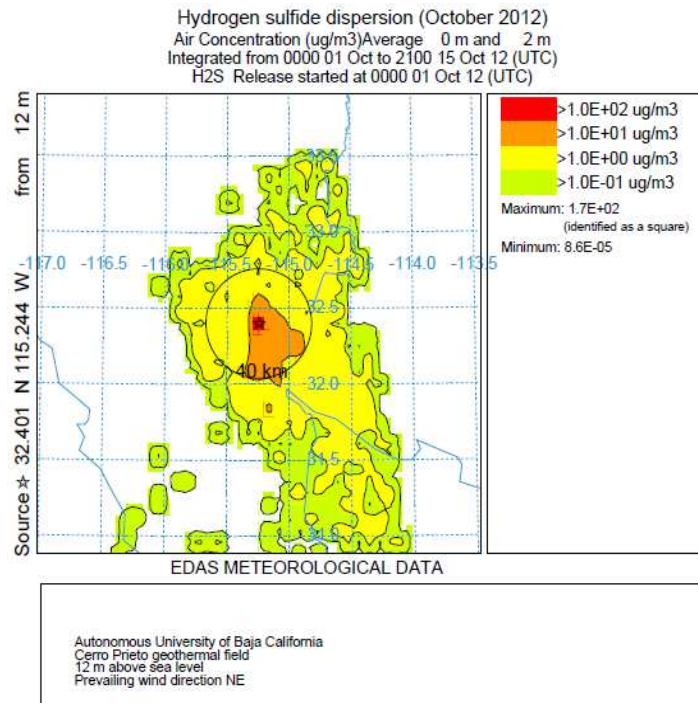 Hydrogen sulfide dispersion (October 2012)
Air Concentration (ug/m3)Average 0 m and 2 m
Integrated from 0000 01 Oct to 2100 15 Oct 12 (UTC)
H2S Release started at 0000 01 Oct 12 (UTC)
Source☆ 32.401 N 115.244 W from 12 m
33.5
33.0
-117.0 -116.5 -116.0 -115.5 -115.0 -114.5 -114.0 -113.5
32.5
40 km
32.0
31.5
31.0
>1.0E+02 ug/m3
>1.0E+01 ug/m3
>1.0E+00 ug/m3
>1.0E-01 ug/m3
Maximum: 1.7E+02
(identified as a square)
Minimum: 8.6E-05
EDAS METEOROLOGICAL DATA
Autonomous University of Baja California
Cerro Prieto geothermal field
12 m above sea level
Prevailing wind direction NE